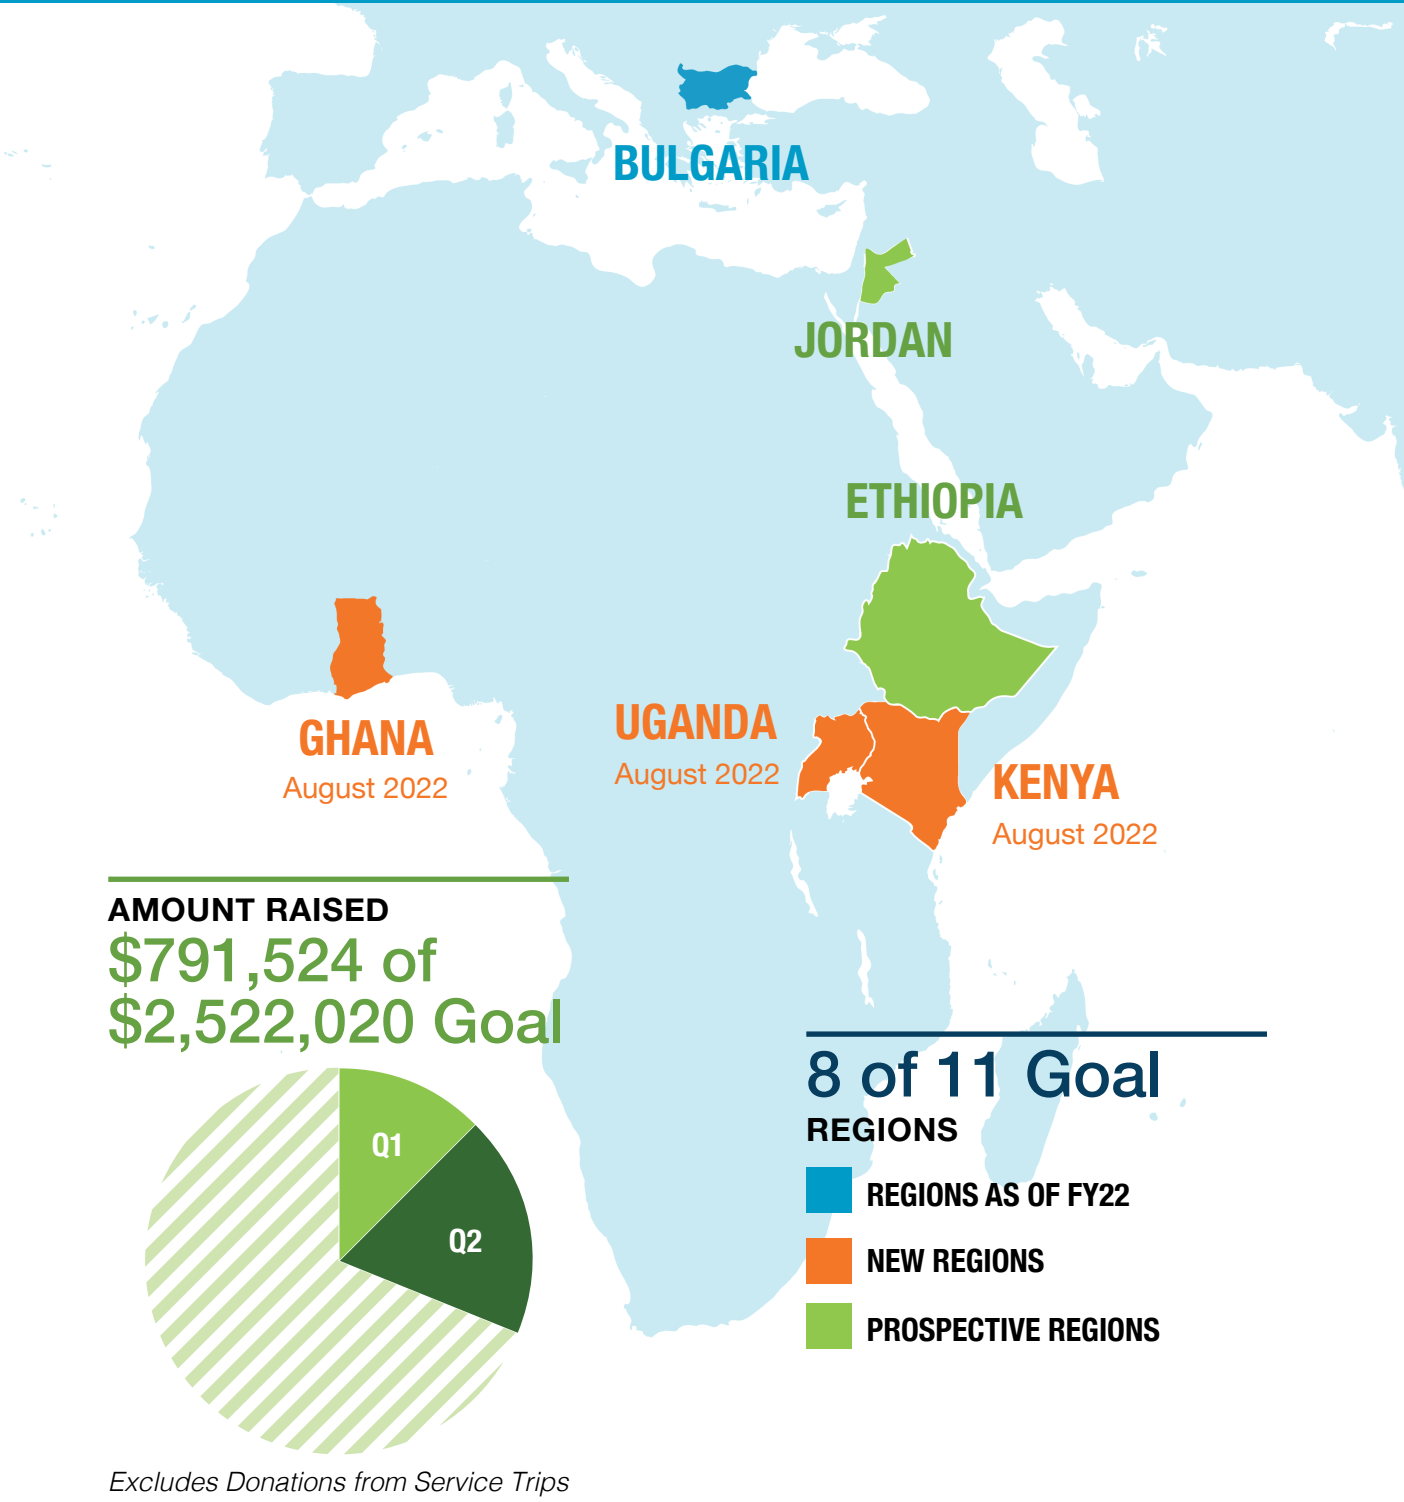 BULGARIA
JORDAN
ETHIOPIA
GHANA
August 2022
UGANDA
August 2022
KENYA
August 2022
AMOUNT RAISED
$791,524 of
$2,522,020 Goal
Q1
Q2
Excludes Donations from Service Trips
8 of 11 Goal
REGIONS
REGIONS AS OF FY22
NEW REGIONS
PROSPECTIVE REGIONS